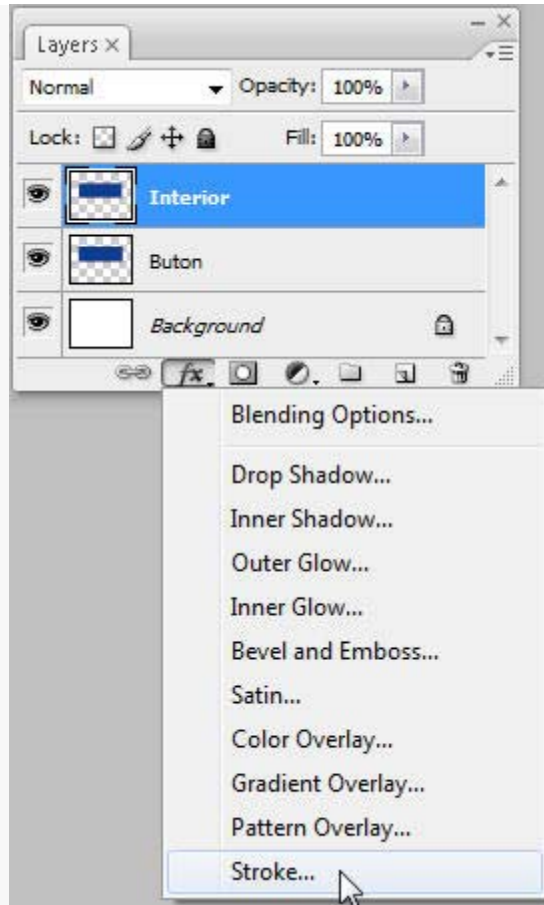 Layers ×
Normal Opacity: 100%
Lock: Fill: 100%
Interior
Buton
Background
fx
Blending Options...
Drop Shadow...
Inner Shadow...
Outer Glow...
Inner Glow...
Bevel and Emboss...
Satin...
Color Overlay...
Gradient Overlay...
Pattern Overlay...
Stroke...